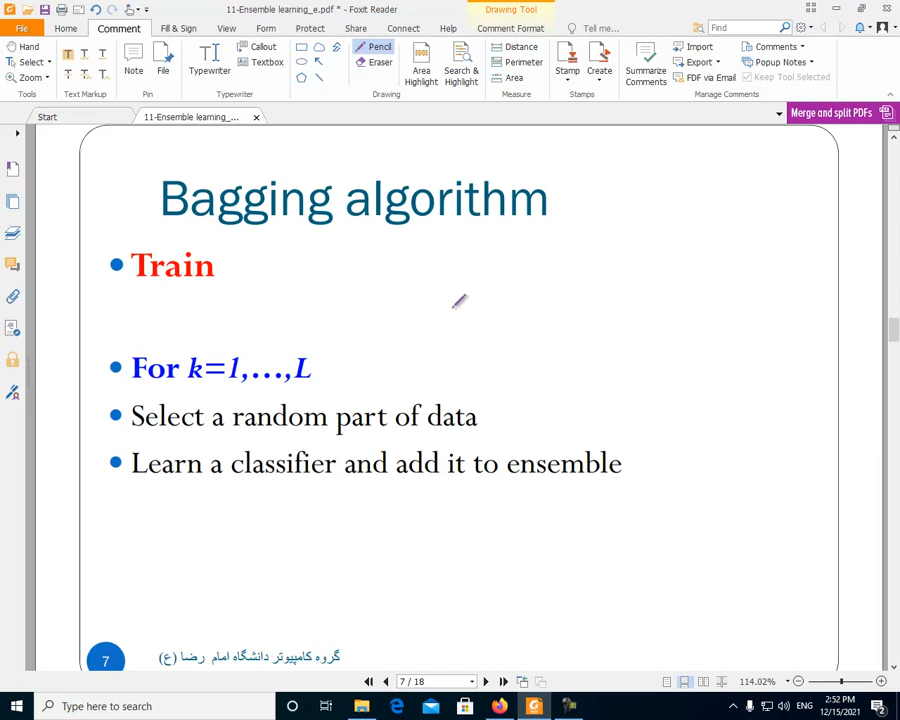 11-Ensemble learning_e.pdf * - Foxit Reader
Drawing Tool
File Home Comment Fill & Sign View Form Protect Share Connect Help Comment Format Tell me... Find
Hand
Select
Zoom
Tools
T T T
T T T
Text Markup
Note
File
Pin
Typewriter
Callout
Textbox
Typewriter
Pencil
Eraser
Drawing
Area Highlight
Search & Highlight
Distance
Perimeter
Area
Measure
Stamp
Create
Stamps
Summarize Comments
Import
Export
FDF via Email
Comments
Popup Notes
Keep Tool Selected
Manage Comments
Start
11-Ensemble learning_...
Merge and split PDFs
Bagging algorithm
Train
For k=1,...,L
Select a random part of data
Learn a classifier and add it to ensemble
7
گروه کامپیوتر دانشگاه امام رضا (ع)
7 / 18
114.02%
Type here to search
ENG
2:52 PM
12/15/2021
2